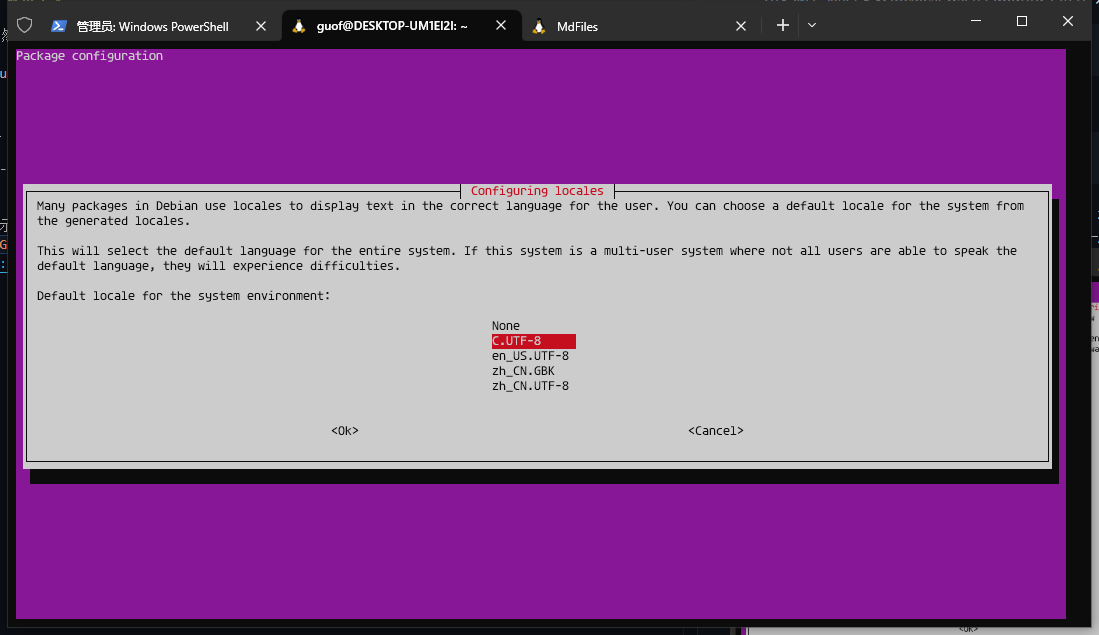 管理员: Windows PowerShell
guof@DESKTOP-UM1EI2I: ~
MdFiles
Package configuration
Configuring locales
Many packages in Debian use locales to display text in the correct language for the user. You can choose a default locale for the system from
the generated locales.
This will select the default language for the entire system. If this system is a multi-user system where not all users are able to speak the
default language, they will experience difficulties.
Default locale for the system environment:
None
C.UTF-8
en_US.UTF-8
zh_CN.GBK
zh_CN.UTF-8
<Ok>
<Cancel>